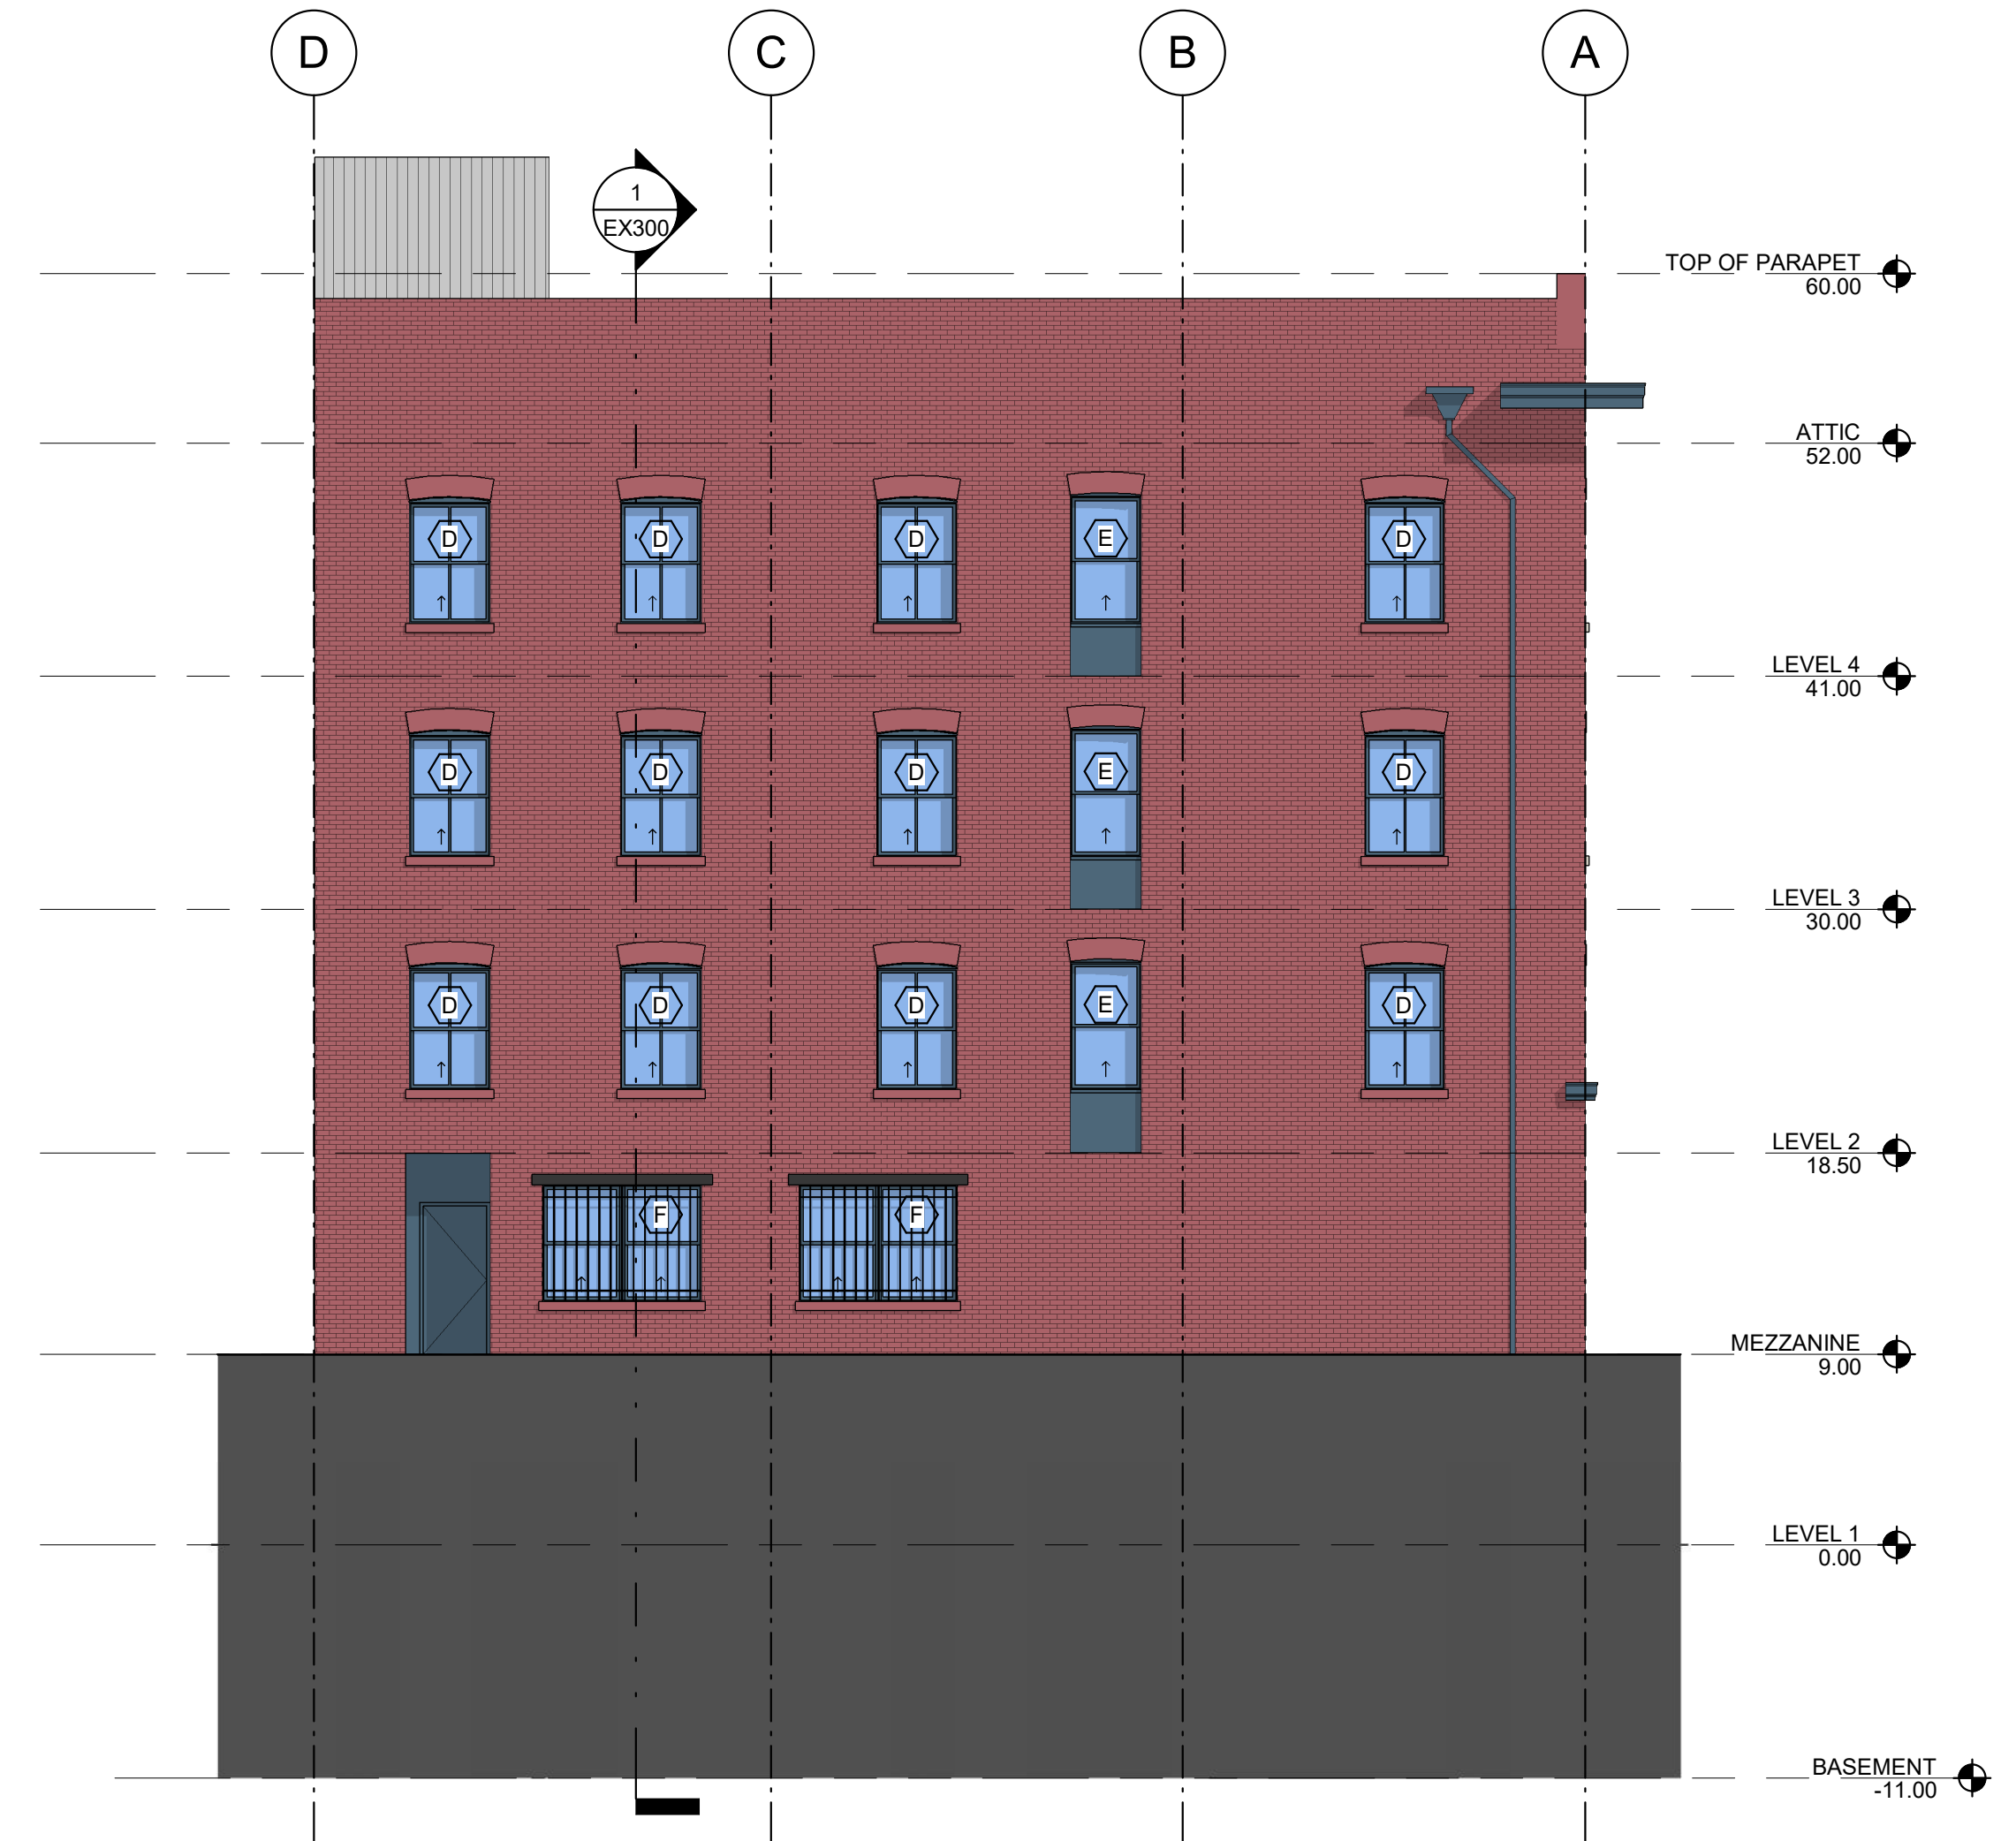 D C B A
1
EX300
TOP OF PARAPET
60.00
ATTIC
52.00
D D D E D
LEVEL 4
41.00
D D D E D
LEVEL 3
30.00
D D D E D
LEVEL 2
18.50
F F
MEZZANINE
9.00
LEVEL 1
0.00
BASEMENT
-11.00